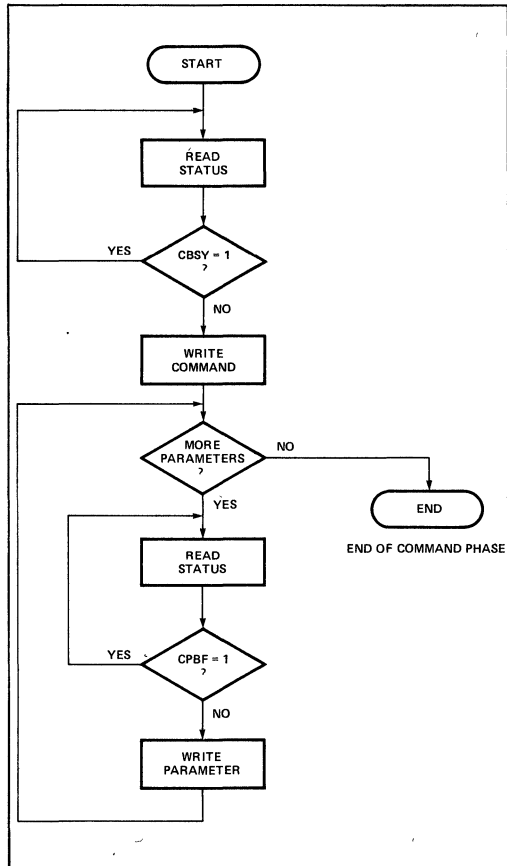 START
READ
STATUS
CBSY = 1
?
YES
NO
WRITE
COMMAND
MORE
PARAMETERS
?
NO
YES
END
END OF COMMAND PHASE
READ
STATUS
CPBF = 1
?
YES
NO
WRITE
PARAMETER